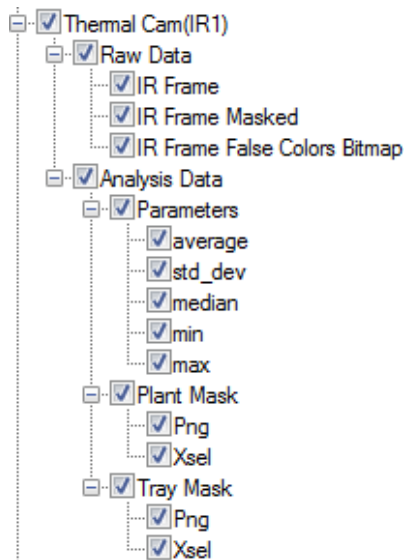 Thermal Cam(IR1)
Raw Data
IR Frame
IR Frame Masked
IR Frame False Colors Bitmap
Analysis Data
Parameters
average
std_dev
median
min
max
Plant Mask
Png
Xsel
Tray Mask
Png
Xsel